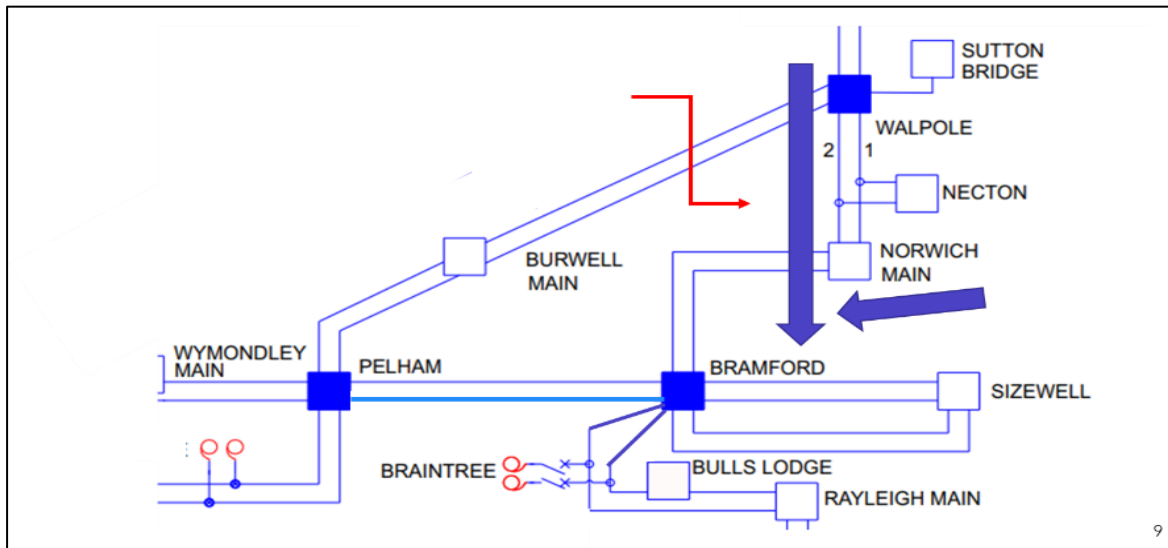 SUTTON
BRIDGE
WALPOLE
2
1
NECTON
NORWICH
MAIN
BURWELL
MAIN
WYMONDLEY
MAIN
PELHAM
BRAMFORD
SIZEWELL
BRAINTREE
BULLS LODGE
RAYLEIGH MAIN
9